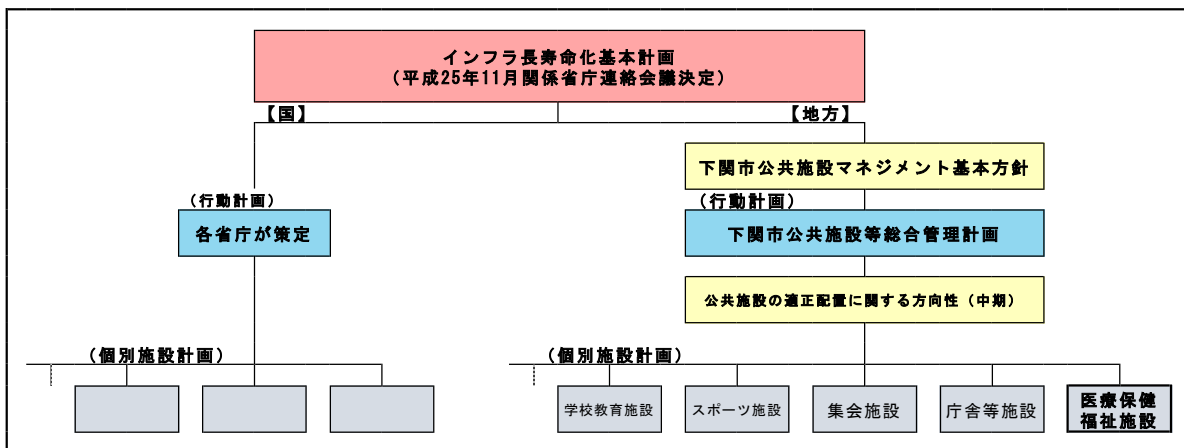 インフラ長寿命化基本計画
（平成25年11月関係省庁連絡会議決定）
【国】
【地方】
下関市公共施設マネジメント基本方針
（行動計画）
（行動計画）
各省庁が策定
下関市公共施設等総合管理計画
公共施設の適正配置に関する方向性（中期）
（個別施設計画）
（個別施設計画）
学校教育施設
スポーツ施設
集会施設
庁舎等施設
医療保健
福祉施設